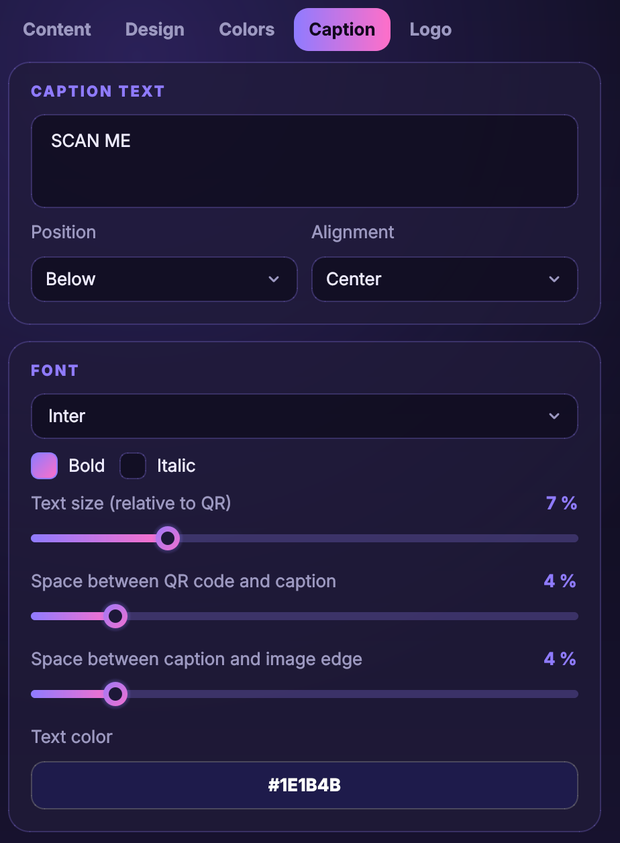 Content Design Colors Caption Logo
CAPTION TEXT
SCAN ME
Position Alignment
Below Center
FONT
Inter
Bold Italic
Text size (relative to QR) 7 %
Space between QR code and caption 4 %
Space between caption and image edge 4 %
Text color
#1E1B4B